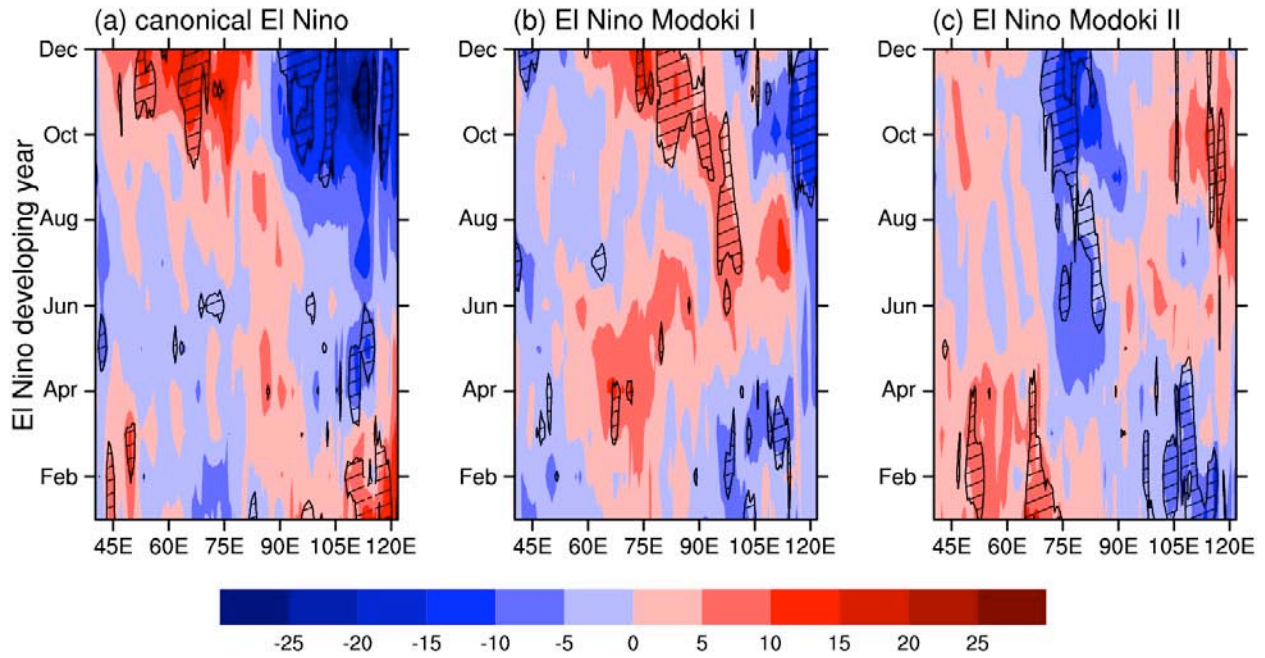 (a) canonical El Nino
(b) El Nino Modoki I
(c) El Nino Modoki II
El Nino developing year
Dec
Oct
Aug
Jun
Apr
Feb
45E 60E 75E 90E 105E 120E
Dec
Oct
Aug
Jun
Apr
Feb
45E 60E 75E 90E 105E 120E
Dec
Oct
Aug
Jun
Apr
Feb
45E 60E 75E 90E 105E 120E
-25 -20 -15 -10 -5 0 5 10 15 20 25